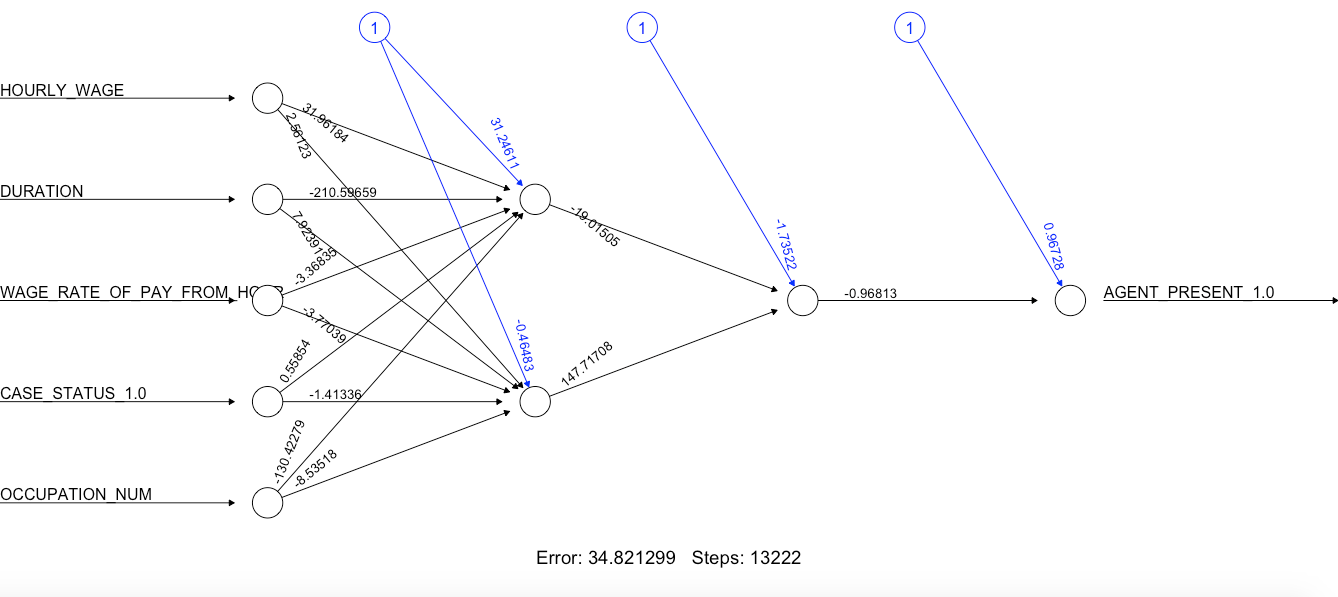 1
1
1
HOURLY_WAGE
31.96184
2.56123
31.24611
DURATION
-210.59659
7.9239135
-19.01505
-1.73522
0.96728
WAGE_RATE_OF_PAY_FROM_HOUR
-3.36835
-3.77039
-0.96813
AGENT_PRESENT_1.0
-0.46483
CASE_STATUS_1.0
0.55854
-1.41336
147.71708
OCCUPATION_NUM
-130.42279
-8.53518
Error: 34.821299 Steps: 13222